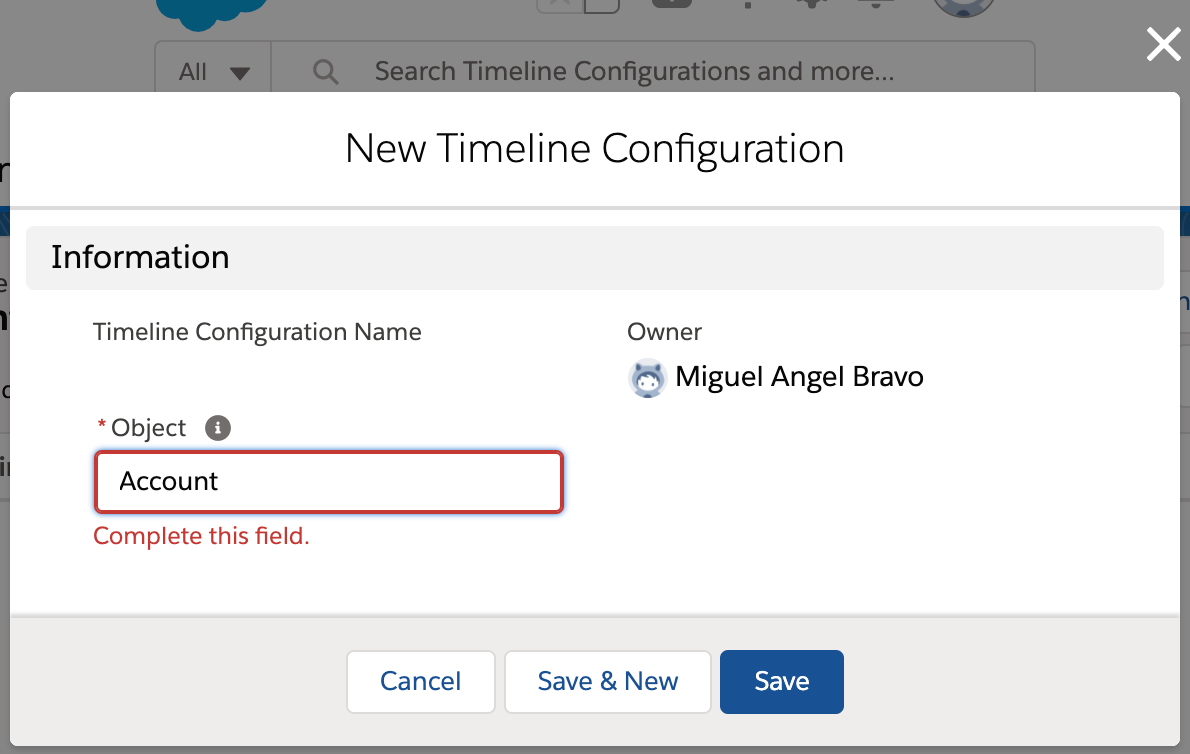 All
Search Timeline Configurations and more...
New Timeline Configuration
Information
Timeline Configuration Name
Owner
Miguel Angel Bravo
* Object
Account
Complete this field.
Cancel
Save & New
Save